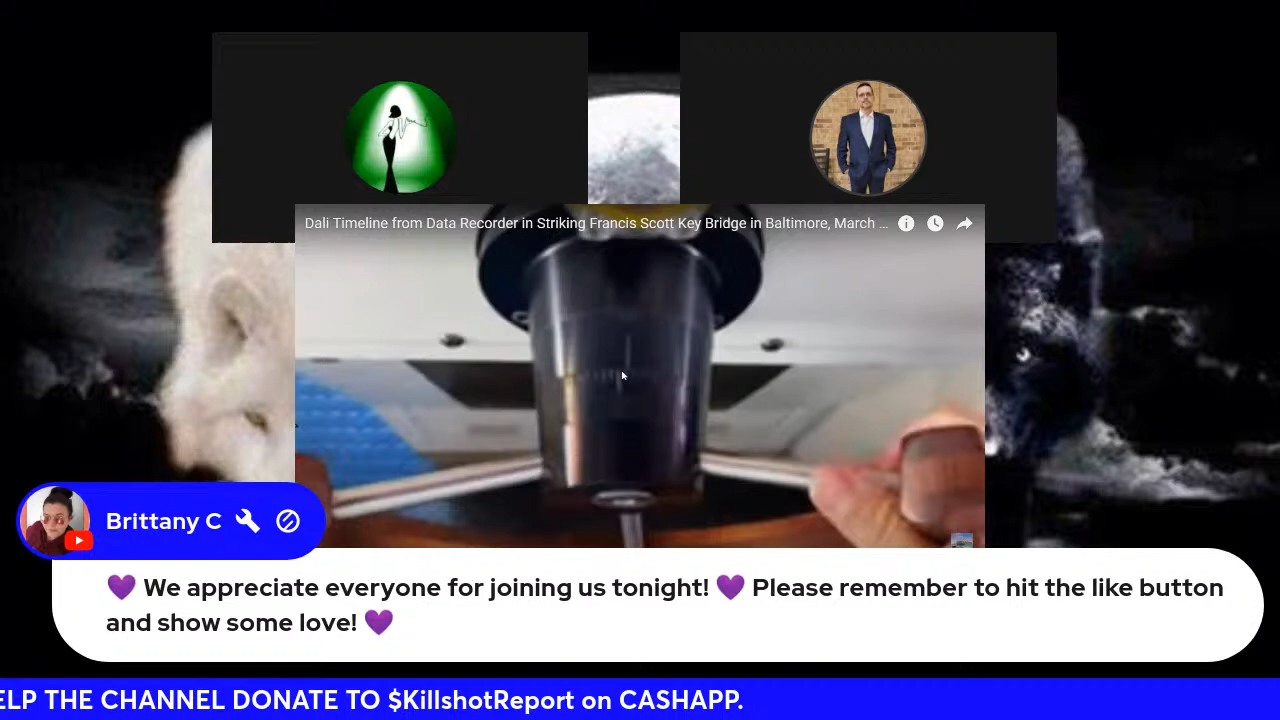 Dali Timeline from Data Recorder in Striking Francis Scott Key Bridge in Baltimore, March ...
Brittany C
💜 We appreciate everyone for joining us tonight! 💜 Please remember to hit the like button
and show some love! 💜
ELP THE CHANNEL DONATE TO $KillshotReport on CASHAPP.